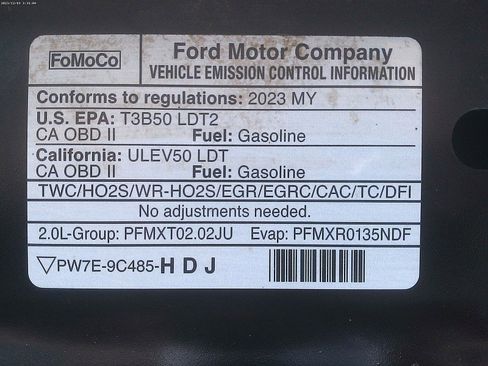 FoMoCo
Ford Motor Company
VEHICLE EMISSION CONTROL INFORMATION
Conforms to regulations: 2023 MY
U.S. EPA: T3B50 LDT2
CA OBD II Fuel: Gasoline
California: ULEV50 LDT
CA OBD II Fuel: Gasoline
TWC/HO2S/WR-HO2S/EGR/EGRC/CAC/TC/DFI
No adjustments needed.
2.0L-Group: PFMXT02.02JU Evap: PFMXR0135NDF
PW7E-9C485-HDJ